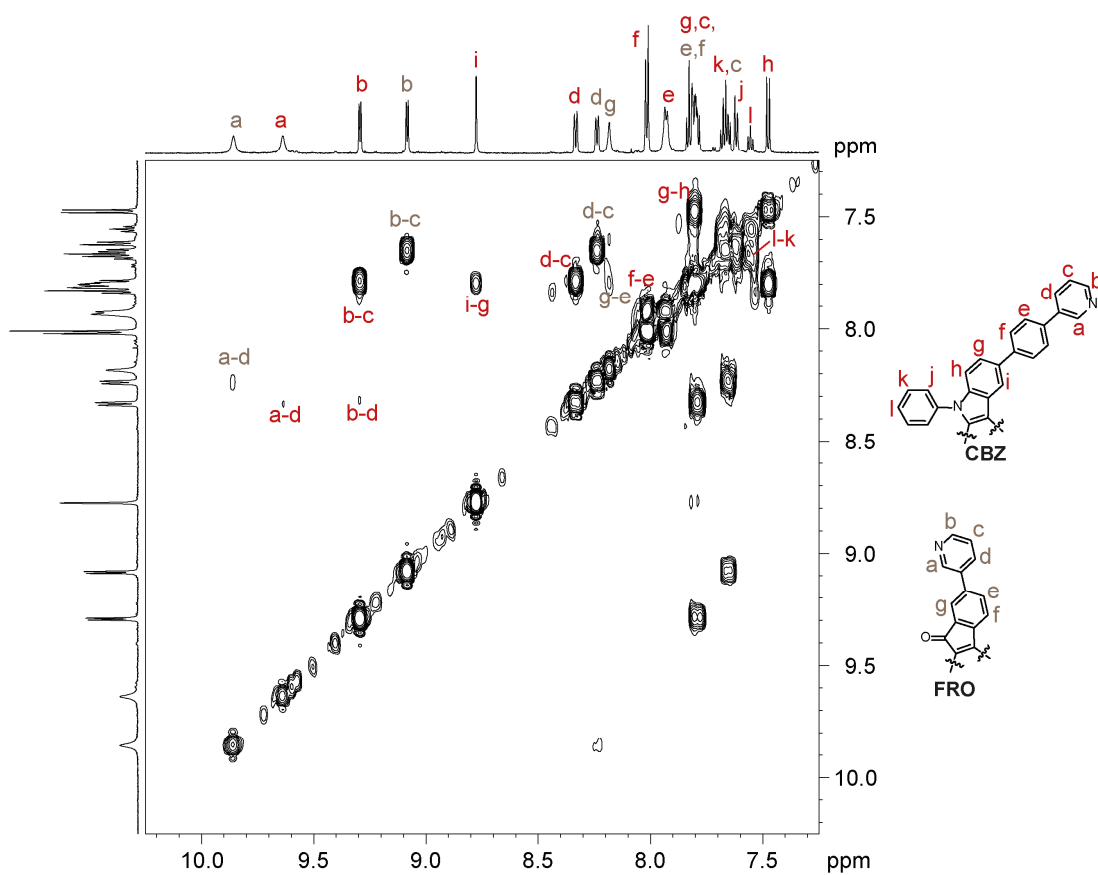 g,c,
f
i
e,f
k,c
h
b
b
d
d
e
j
a
a
g
l
ppm
g-h
7.5
b-c
d-c
l-k
d-c
f-e
b-c
i-g
g-e
8.0
a-d
a-d
b-d
8.5
9.0
9.5
10.0
10.0
9.5
9.0
8.5
8.0
7.5
ppm
c
b
d
N
e
a
f
g
h
i
k
j
l
N
CBZ
b
c
N
d
a
e
g
f
O
FRO